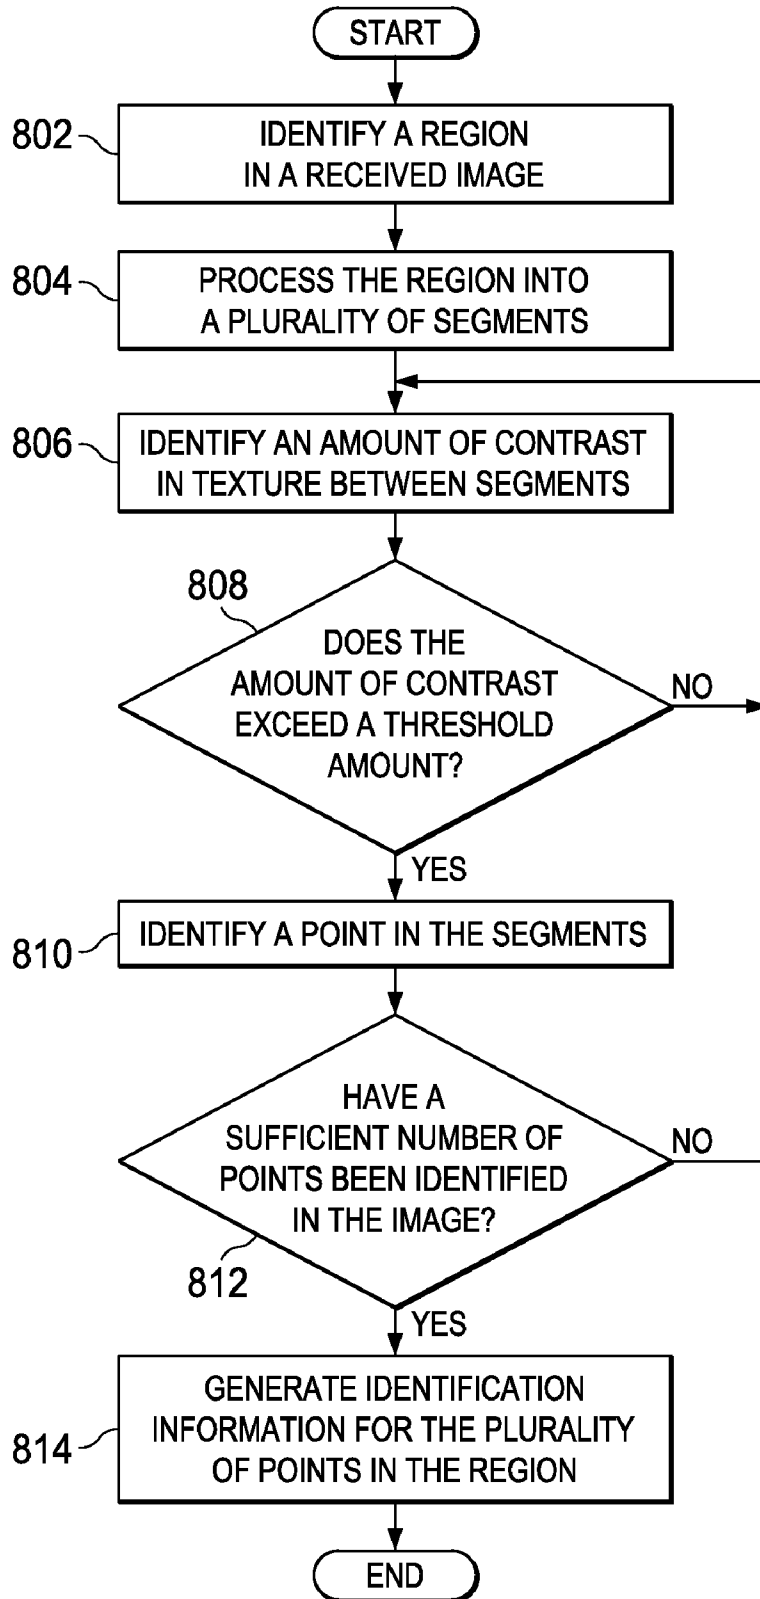 START
802
IDENTIFY A REGION
IN A RECEIVED IMAGE
804
PROCESS THE REGION INTO
A PLURALITY OF SEGMENTS
806
IDENTIFY AN AMOUNT OF CONTRAST
IN TEXTURE BETWEEN SEGMENTS
808
DOES THE
AMOUNT OF CONTRAST
EXCEED A THRESHOLD
AMOUNT?
NO
YES
810
IDENTIFY A POINT IN THE SEGMENTS
HAVE A
SUFFICIENT NUMBER OF
POINTS BEEN IDENTIFIED
IN THE IMAGE?
NO
812
YES
814
GENERATE IDENTIFICATION
INFORMATION FOR THE PLURALITY
OF POINTS IN THE REGION
END